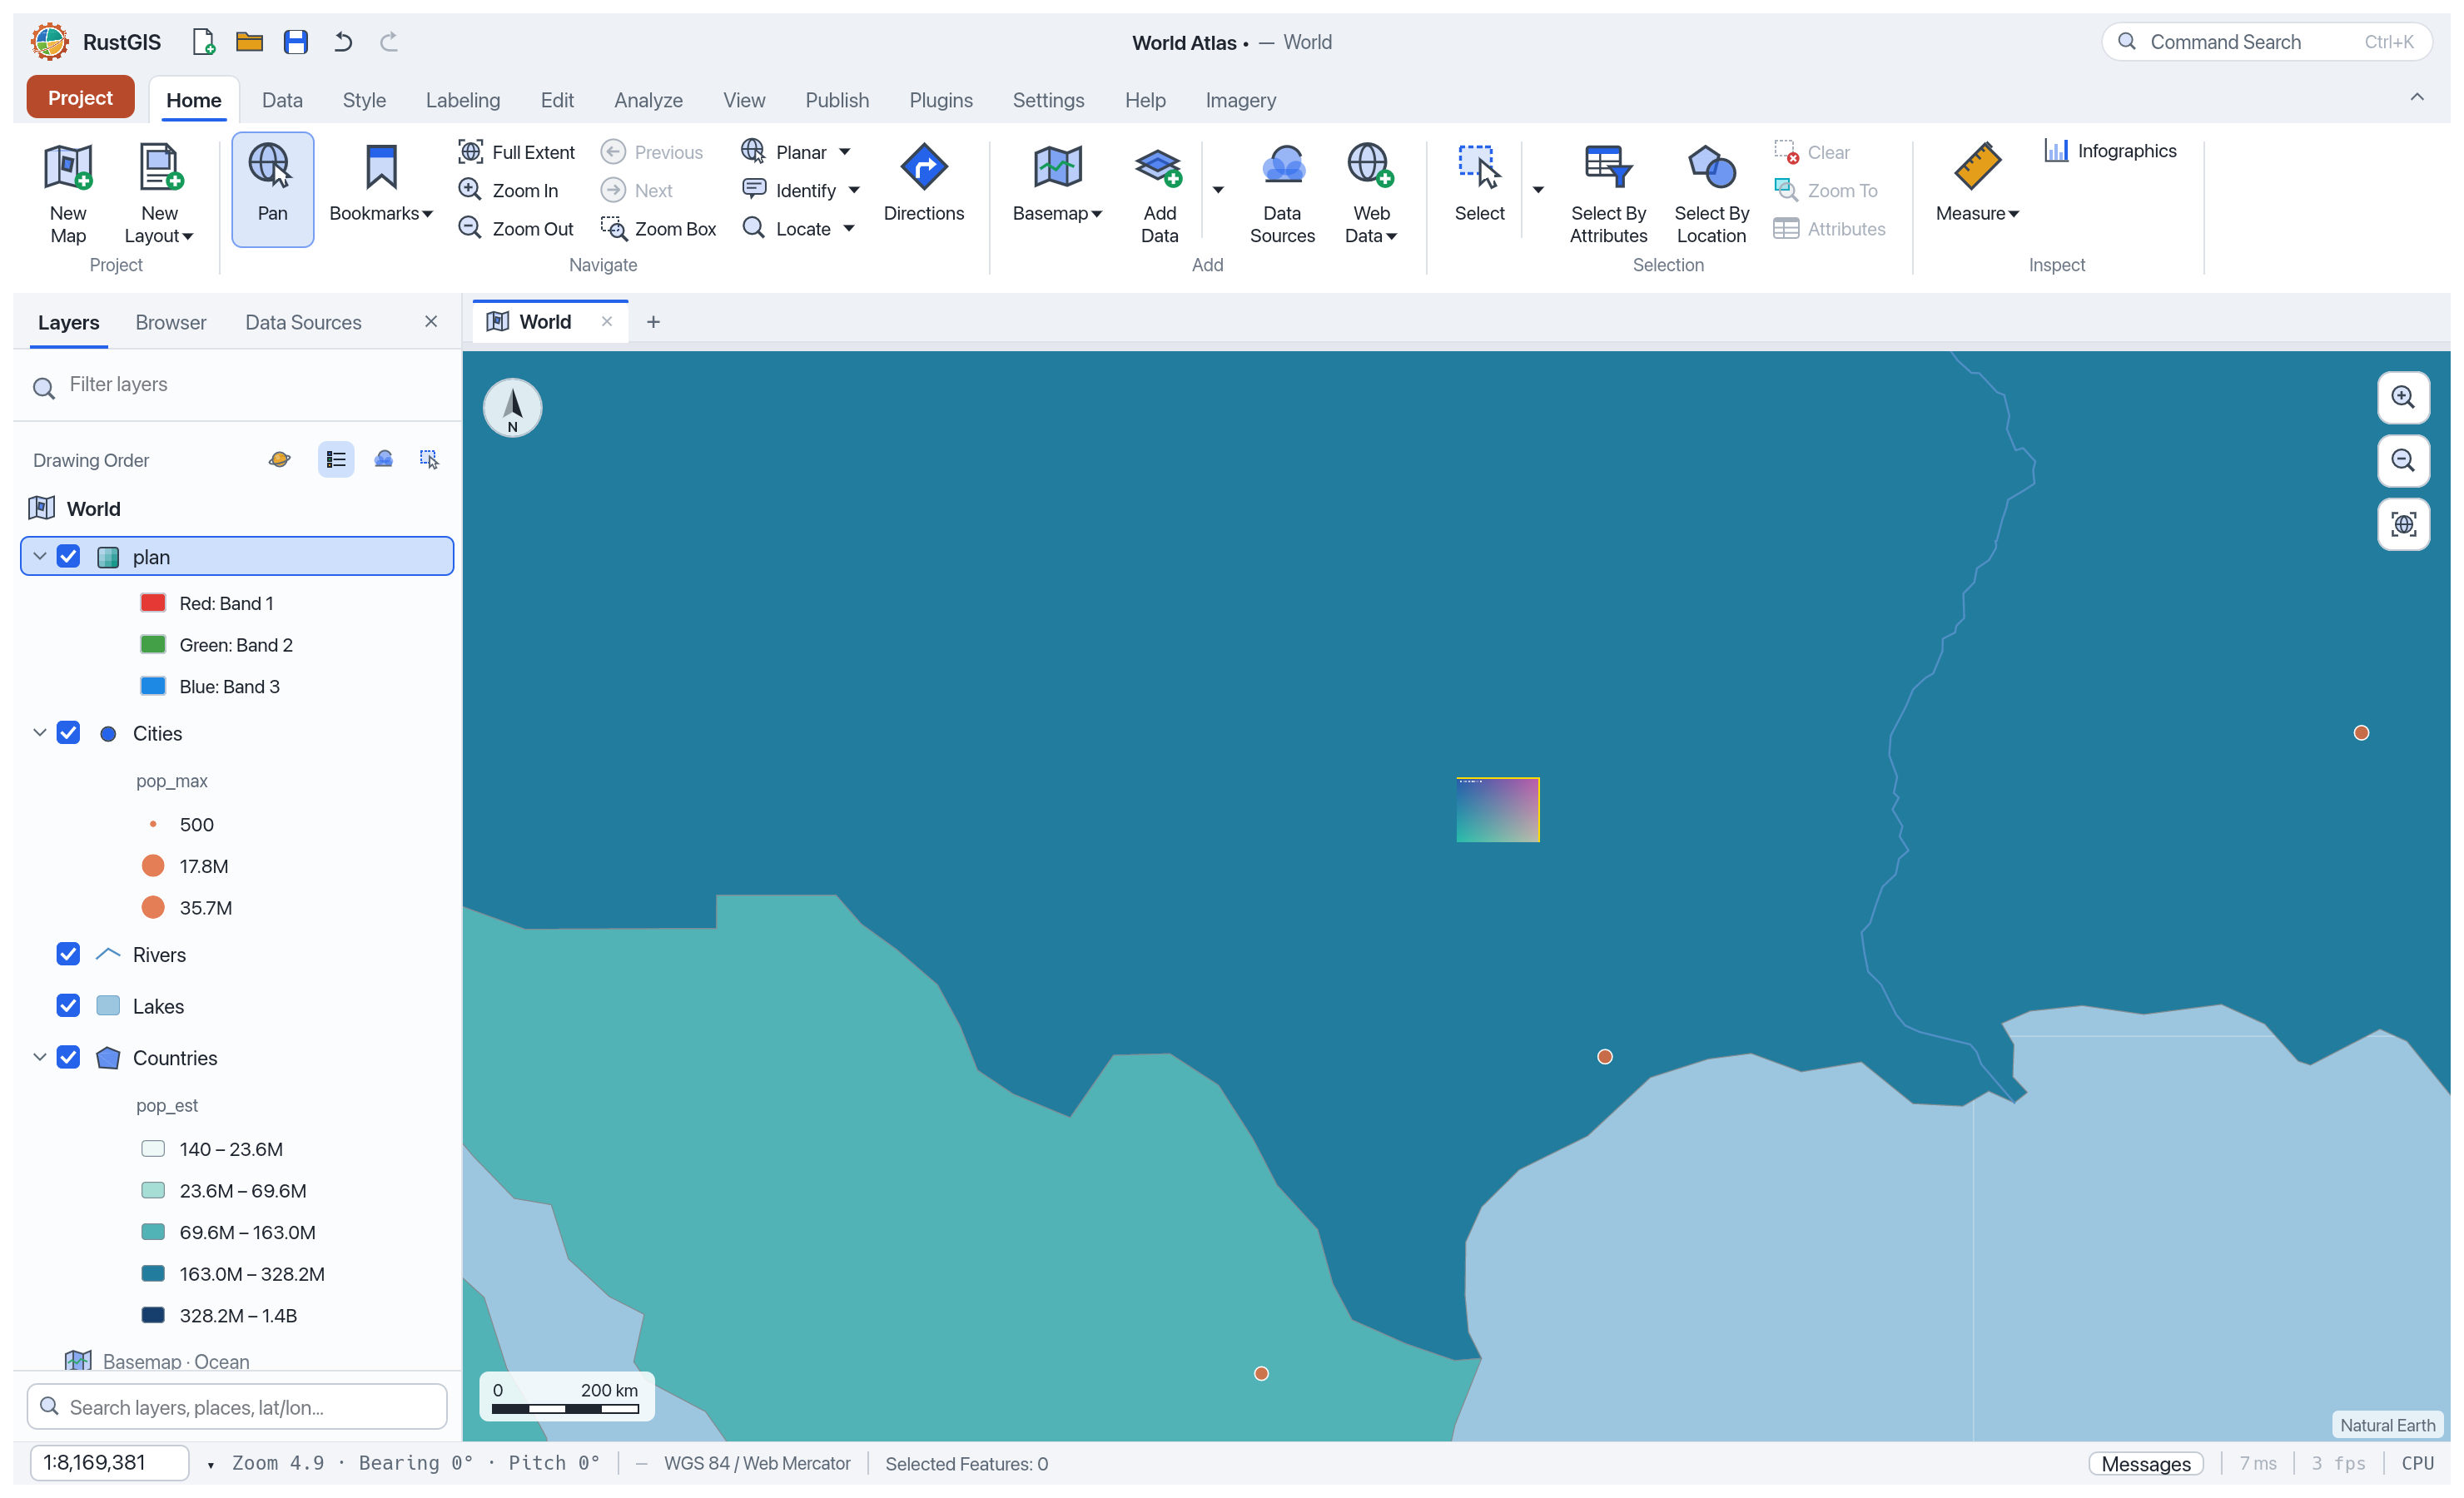 RustGIS
World Atlas • — World
Command Search Ctrl+K
Project Home Data Style Labeling Edit Analyze View Publish Plugins Settings Help Imagery
New Map
New Layout
Project
Pan
Bookmarks
Full Extent
Zoom In
Zoom Out
Previous
Next
Zoom Box
Planar
Identify
Locate
Directions
Navigate
Basemap
Add Data
Data Sources
Web Data
Add
Select
Select By Attributes
Select By Location
Clear
Zoom To
Attributes
Selection
Measure
Infographics
Inspect
Layers Browser Data Sources
World
Filter layers
Drawing Order
World
plan
Red: Band 1
Green: Band 2
Blue: Band 3
Cities
pop_max
500
17.8M
35.7M
Rivers
Lakes
Countries
pop_est
140 – 23.6M
23.6M – 69.6M
69.6M – 163.0M
163.0M – 328.2M
328.2M – 1.4B
Basemap · Ocean
Search layers, places, lat/lon...
N
0 200 km
Natural Earth
1:8,169,381 Zoom 4.9 · Bearing 0° · Pitch 0° — WGS 84 / Web Mercator Selected Features: 0 Messages 7 ms 3 fps CPU